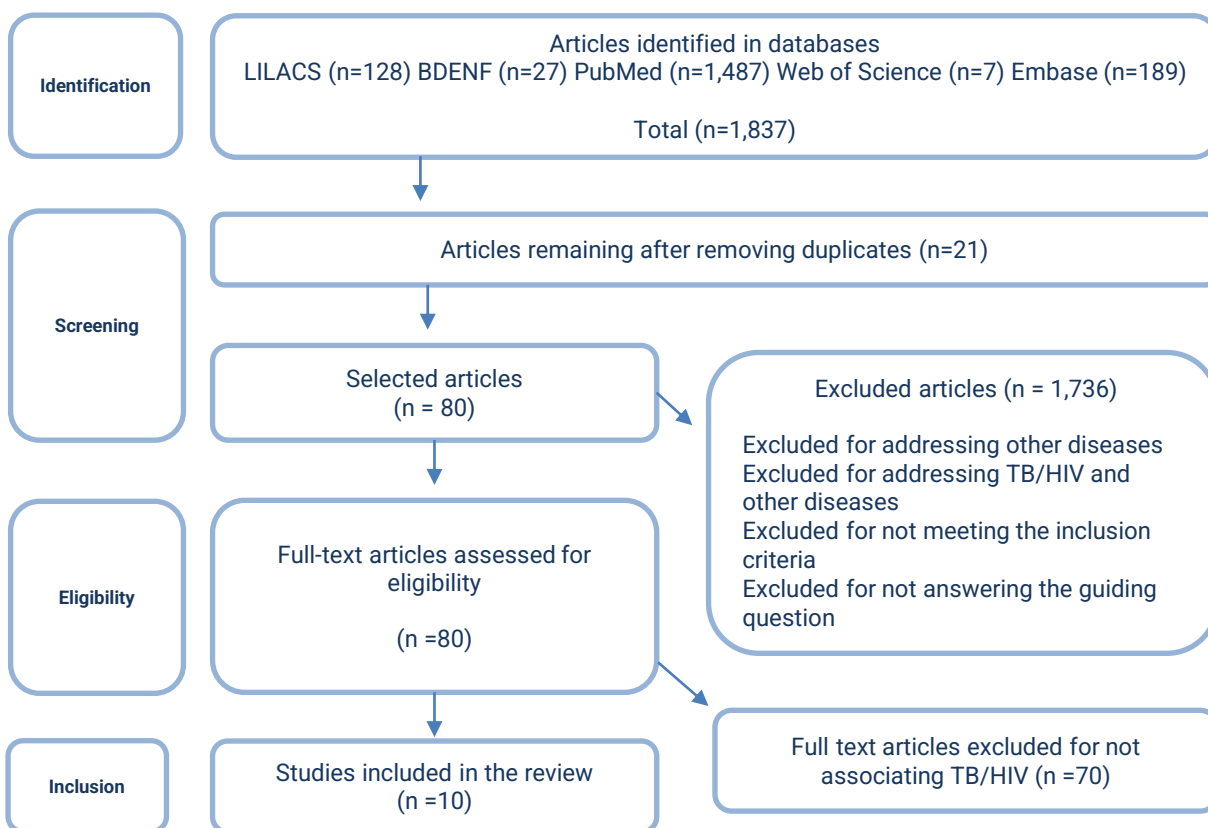 Identification
Articles identified in databases
LILACS (n=128) BDENF (n=27) PubMed (n=1,487) Web of Science (n=7) Embase (n=189)
Total (n=1,837)
Screening
Articles remaining after removing duplicates (n=21)
Selected articles
(n = 80)
Excluded articles (n = 1,736)
Excluded for addressing other diseases
Excluded for addressing TB/HIV and
other diseases
Excluded for not meeting the inclusion
criteria
Excluded for not answering the guiding
question
Eligibility
Full-text articles assessed for
eligibility
(n =80)
Inclusion
Studies included in the review
(n =10)
Full text articles excluded for not
associating TB/HIV (n =70)